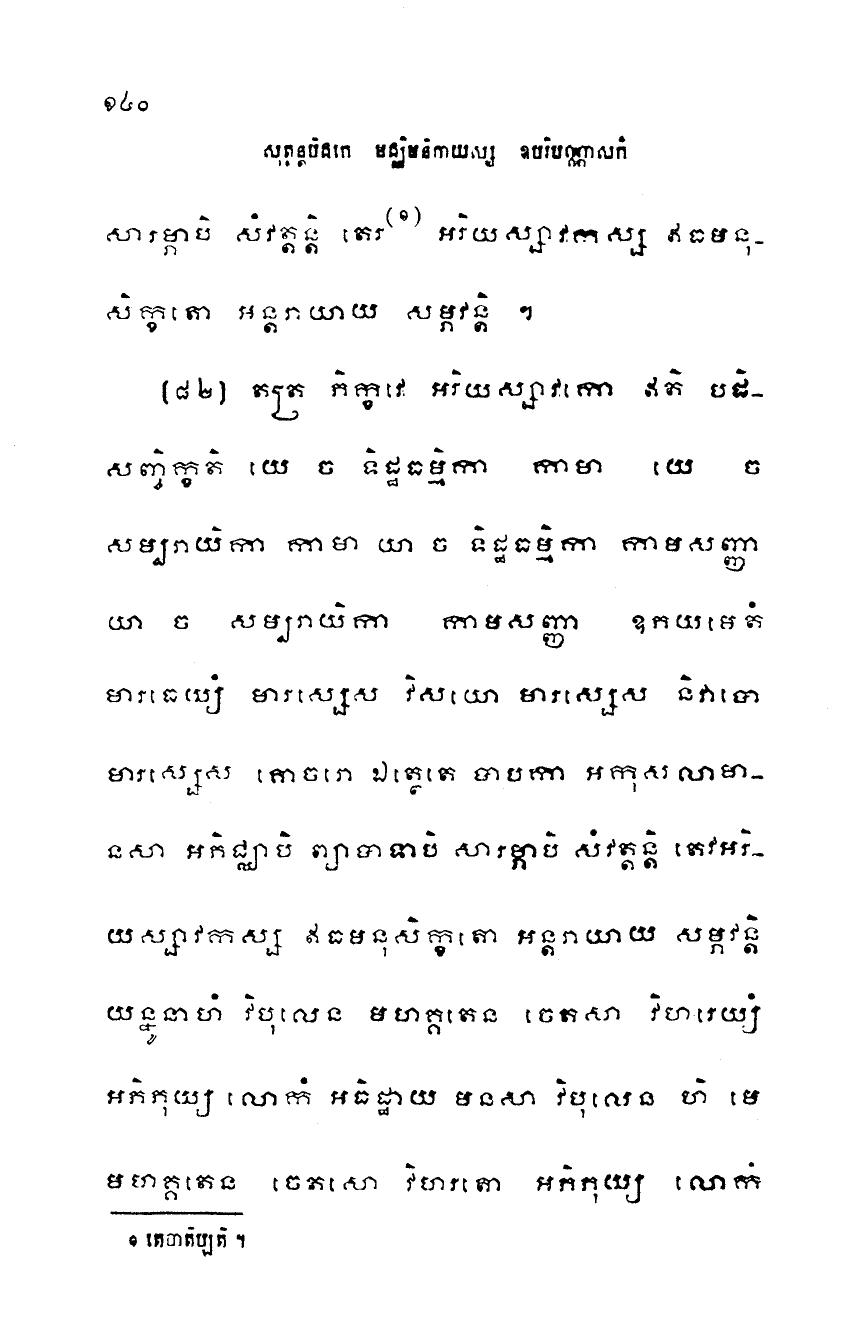 ១៤០
សុត្តន្តបិដកេ មជ្ឈិមនិកាយស្ស ឧបរិបណ្ណាសកំ
សារម្ភាបិ សំវត្តន្តិ តេវ(១) អរិយស្សាវកស្ស ឥធមនុ-
សិក្ខតោ អន្តរាយាយ សម្ភវន្តិ ។
(៨២) តត្រ ភិក្ខវេ អរិយស្សាវកោ ឥតិ បដិ-
សញ្ចិក្ខតិ យេ ច ទិដ្ឋធម្មិកា កាមា យេ ច
សម្បរាយិកា កាមា យា ច ទិដ្ឋធម្មិកា កាមសញ្ញា
យា ច សម្បរាយិកា កាមសញ្ញា ឧភយមេតំ
មារធេយ្យំ មារស្សេស វិសយោ មារស្សេស និវាបោ
មារស្សេស គោចរោ ឯត្ថេតេ បាបកា អកុសលាមា-
នសា អភិជ្ឈាបិ ព្យាបាទាបិ សារម្ភាបិ សំវត្តន្តិ តេវអរិ-
យស្សាវកស្ស ឥធមនុសិក្ខតោ អន្តរាយាយ សម្ភវន្តិ
យន្នូនាហំ វិបុលេន មហគ្គតេន ចេតសា វិហរេយ្យំ
អភិភុយ្យ លោកំ អធិដ្ឋាយ មនសា វិបុលេន ហិ មេ
មហគ្គតេន ចេតសោ វិហរតោ អភិភុយ្យ លោកំ
១ តេបាតិប្បតិ ។